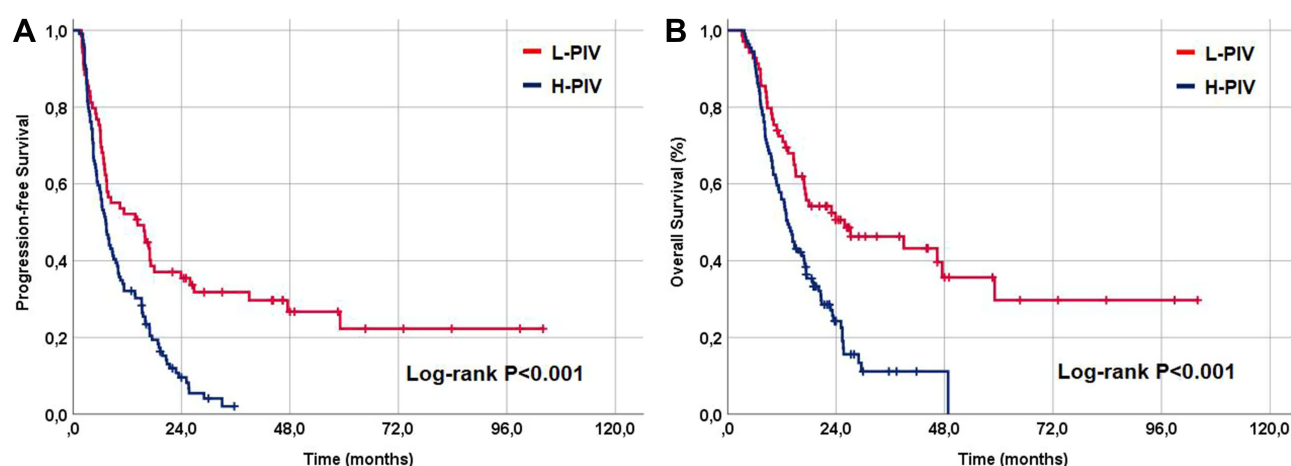 A
Progression-free Survival
1,0
0,8
0,6
0,4
0,2
0,0
L-PIV
H-PIV
Log-rank P<0.001
,0 24,0 48,0 72,0 96,0 120,0
Time (months)
B
Overall Survival (%)
1,0
0,8
0,6
0,4
0,2
0,0
L-PIV
H-PIV
Log-rank P<0.001
,0 24,0 48,0 72,0 96,0 120,0
Time (months)